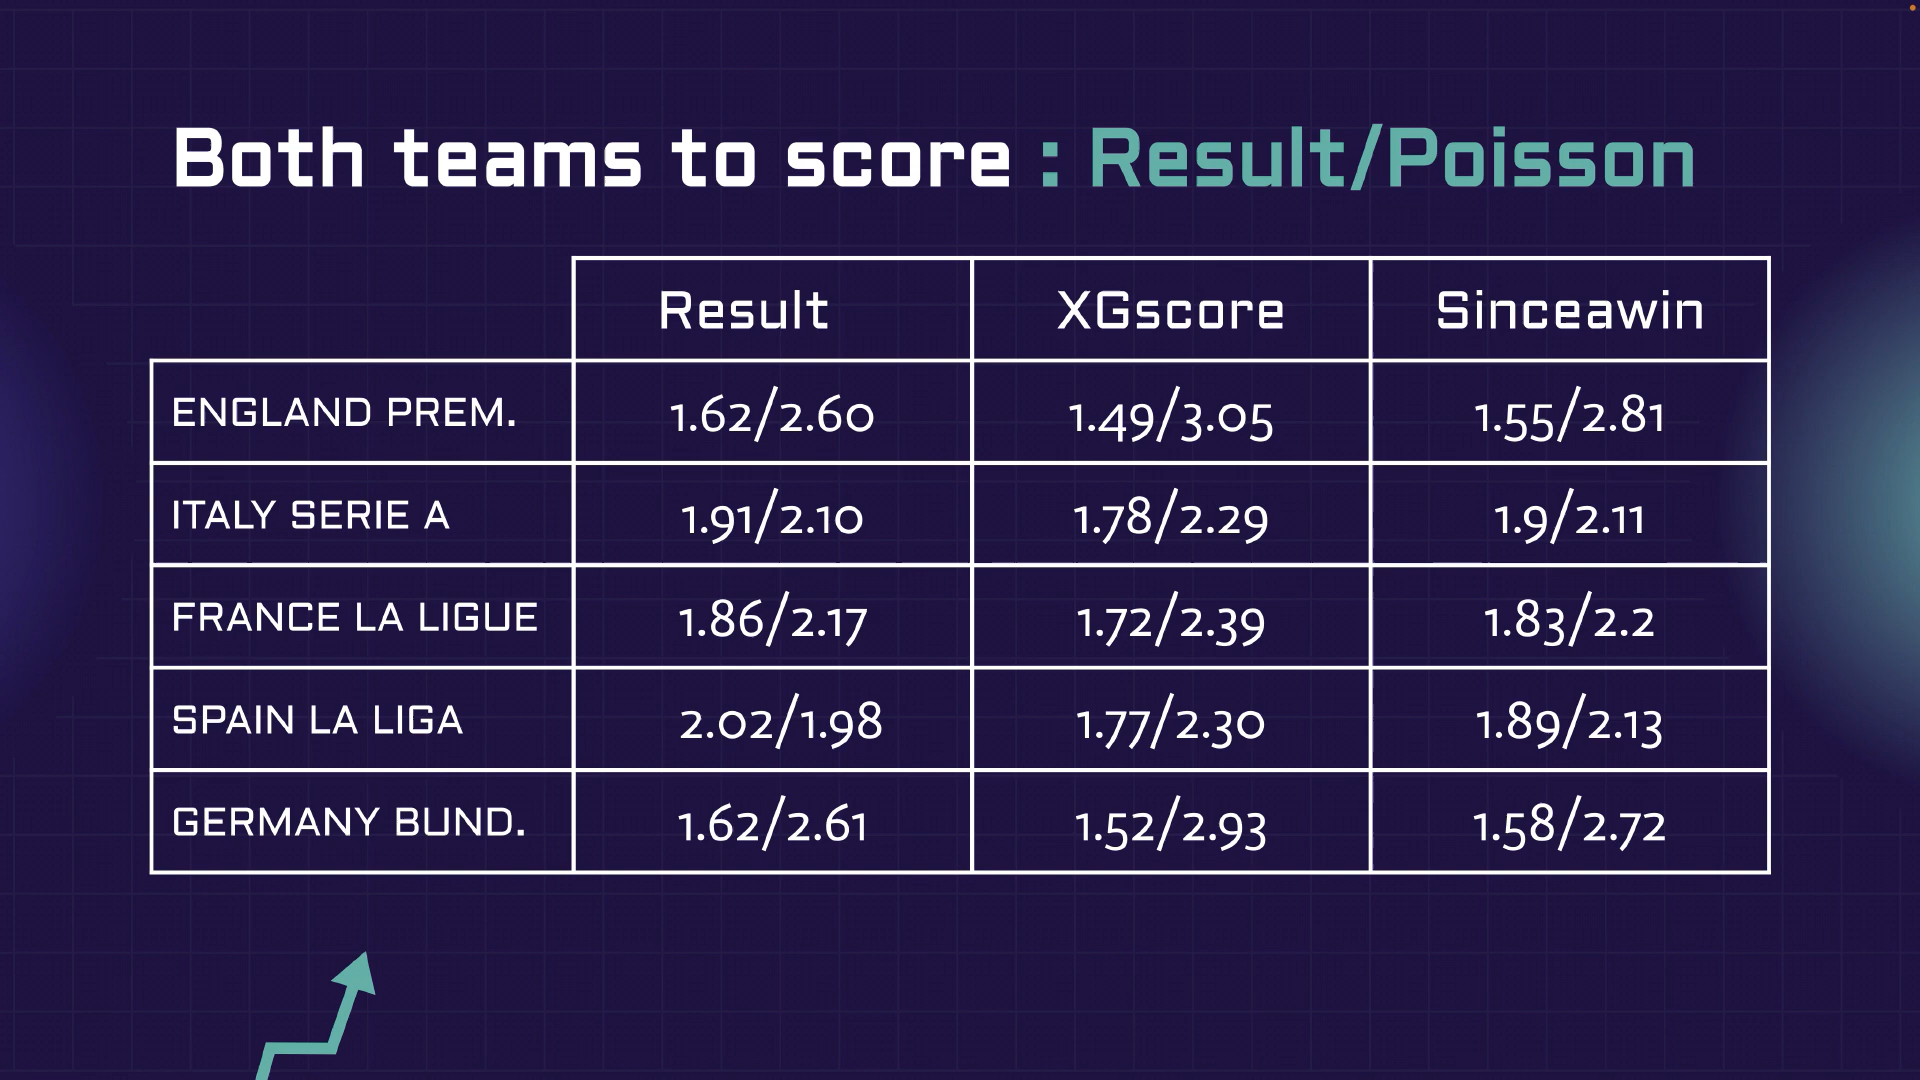 Both teams to score : Result/Poisson
Result XGscore Sinceawin
ENGLAND PREM. 1.62/2.60 1.49/3.05 1.55/2.81
ITALY SERIE A 1.91/2.10 1.78/2.29 1.9/2.11
FRANCE LA LIGUE 1.86/2.17 1.72/2.39 1.83/2.2
SPAIN LA LIGA 2.02/1.98 1.77/2.30 1.89/2.13
GERMANY BUND. 1.62/2.61 1.52/2.93 1.58/2.72